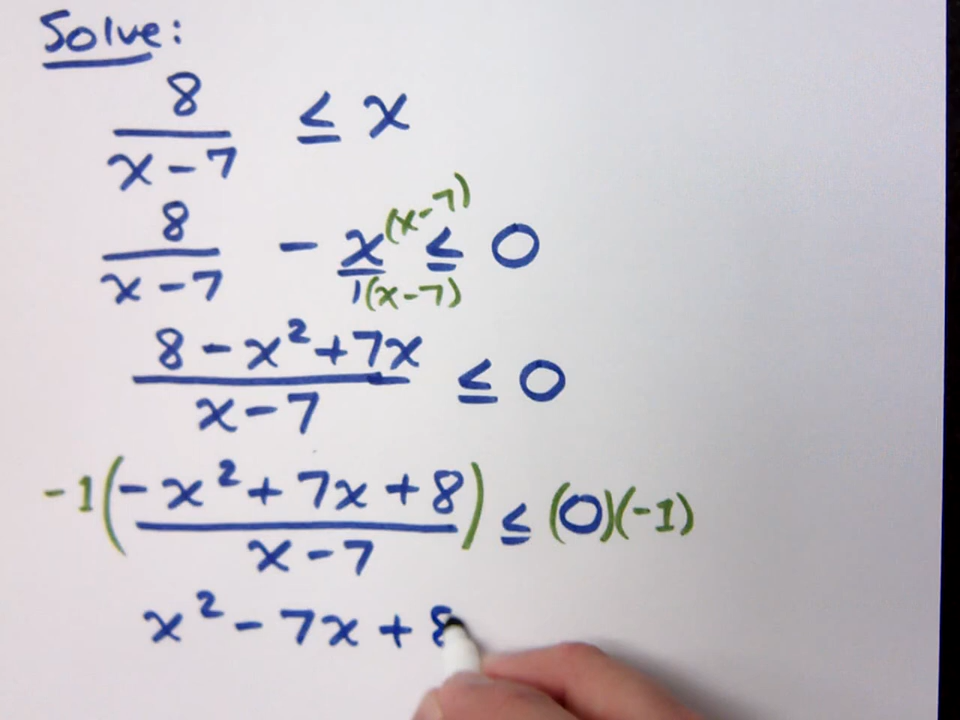 Solve:
8/(x-7) ≤ x
8/(x-7) - x(x-7)/1(x-7) ≤ 0
(8-x²+7x)/(x-7) ≤ 0
-1((-x²+7x+8)/(x-7)) ≤ (0)(-1)
x²-7x+8